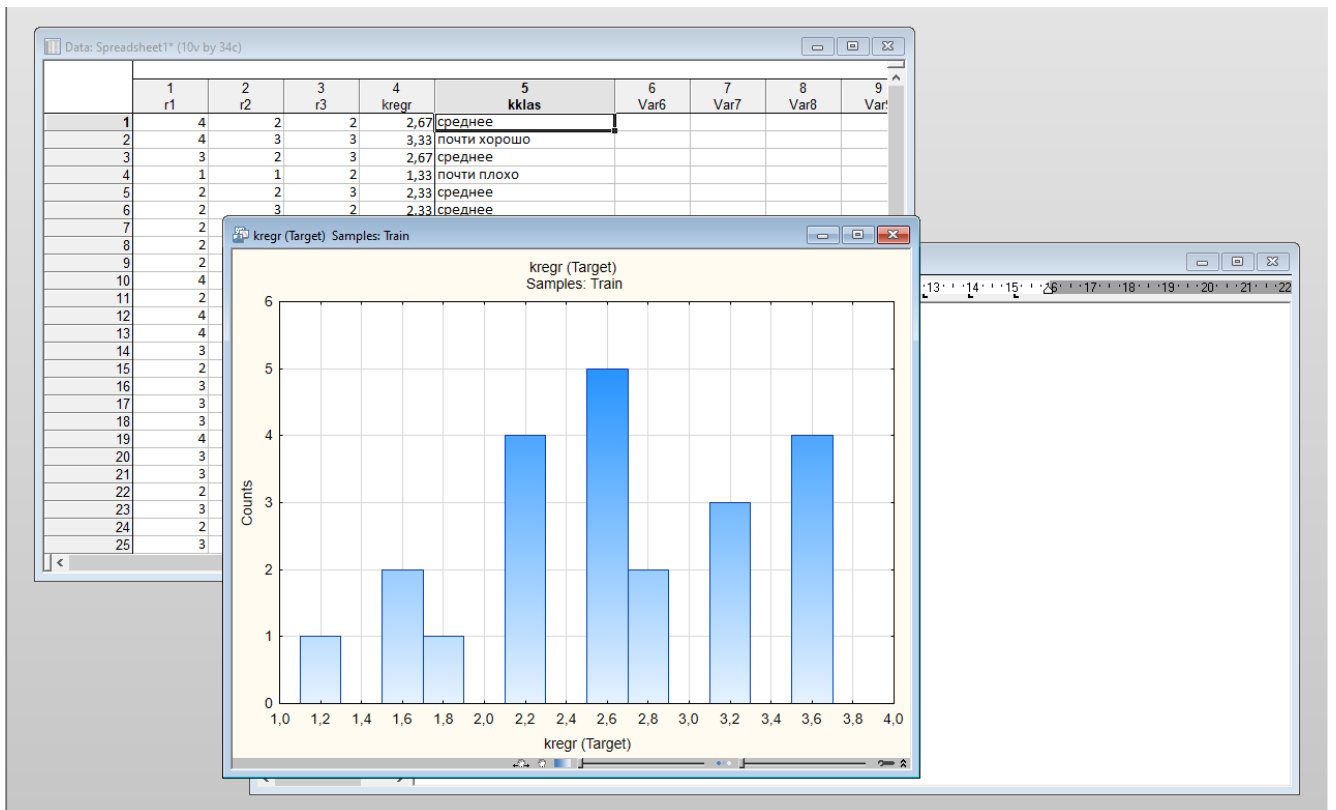 Data: Spreadsheet1* (10v by 34c)
1 2 3 4 5 6 7 8 9
r1 r2 r3 kregr kklas Var6 Var7 Var8
1 4 2 2 2,67 среднее
2 4 3 3 3,33 почти хорошо
3 3 2 3 2,67 среднее
4 1 1 2 1,33 почти плохо
5 2 2 3 2,33 среднее
6 2 3 2 2,33 среднее
7 2
8 2
9 2
10 4
11 2
12 4
13 4
14 3
15 2
16 3
17 3
18 3
19 4
20 3
21 3
22 2
23 3
24 2
25 3
kregr (Target) Samples: Train
kregr (Target)
Samples: Train
6
5
4
3
2
1
0
Counts
1,0 1,2 1,4 1,6 1,8 2,0 2,2 2,4 2,6 2,8 3,0 3,2 3,4 3,6 3,8 4,0
kregr (Target)
13 14 15 17 18 19 20 21 22